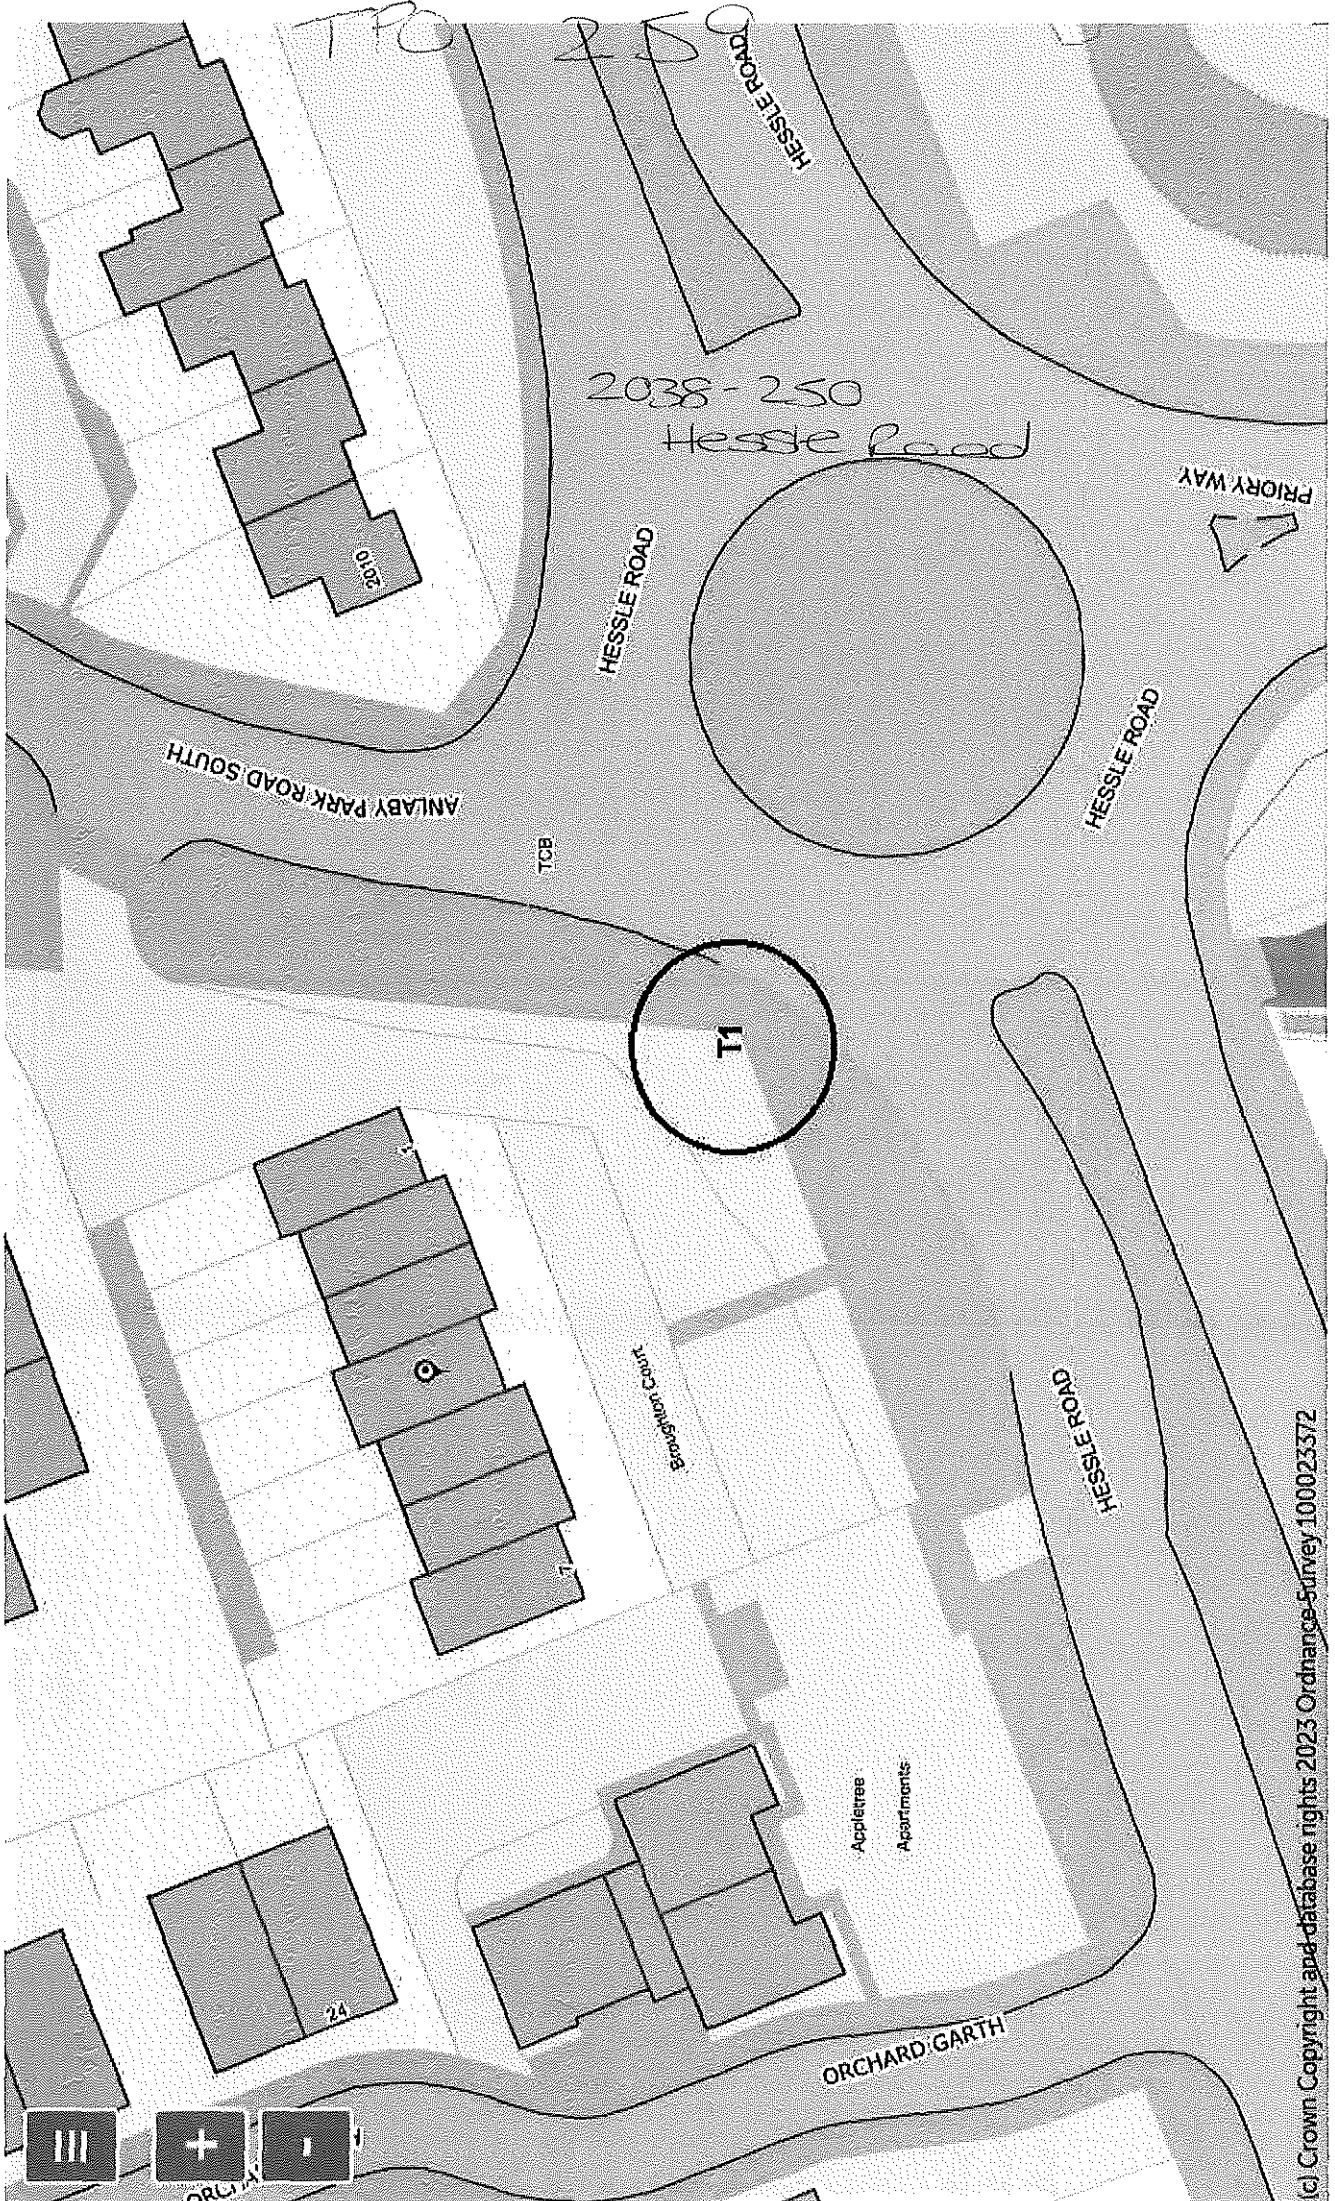 TPO 259
HESSLE ROAD
2038-250
Hessle Road
2010
HESSLE ROAD
PRIORY WAY
ANLABY PARK ROAD SOUTH
HESSLE ROAD
TCB
T1
1
Broughton Court
7
HESSLE ROAD
Appletree
Apartments
24
ORCHARD GARTH
(c) Crown Copyright and database rights 2023 Ordnance Survey 100023372
+
-